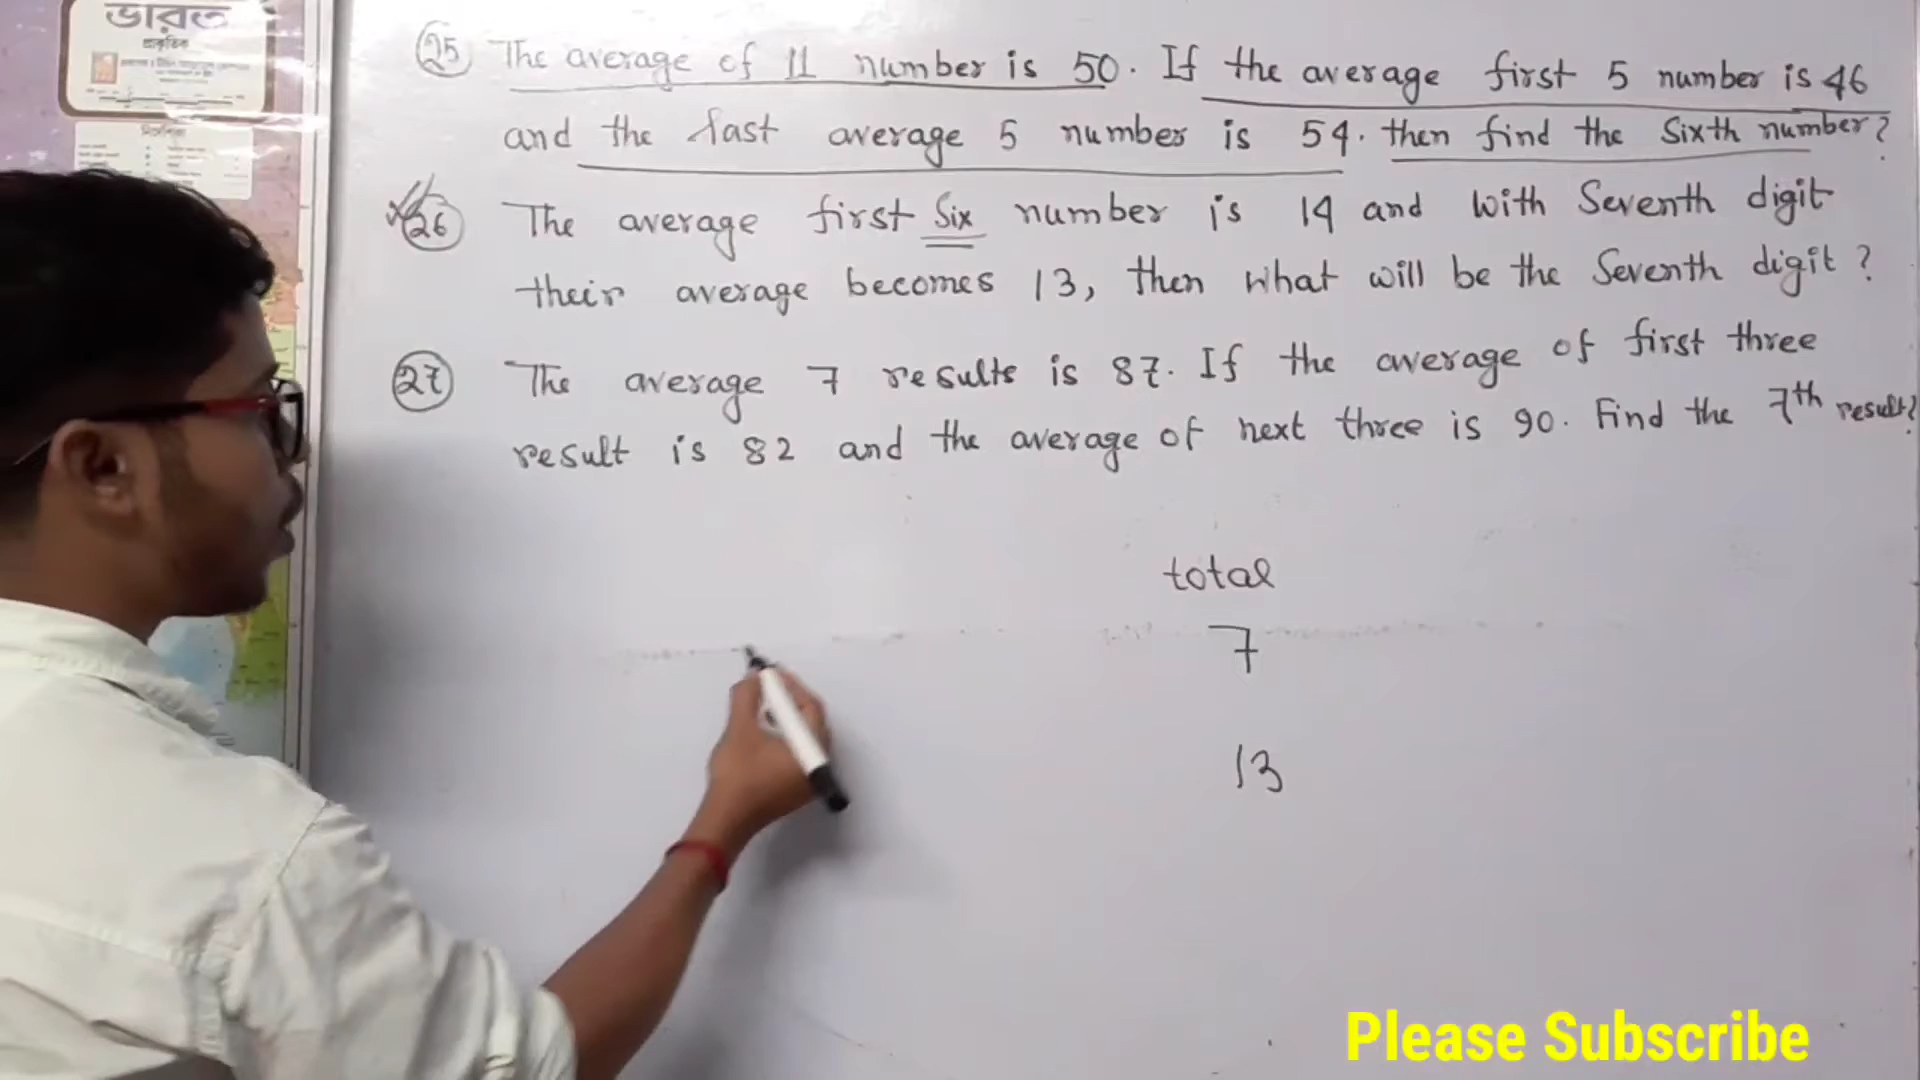 ভারত
প্রাকৃতিক
25 The average of 11 number is 50. If the average first 5 number is 46
and the last average 5 number is 54. then find the Sixth number?
26 The average first Six number is 14 and with Seventh digit
their average becomes 13, then what will be the Seventh digit?
27 The average 7 results is 87. If the average of first three
result is 82 and the average of next three is 90. Find the 7th result?
total
7
13
Please Subscribe